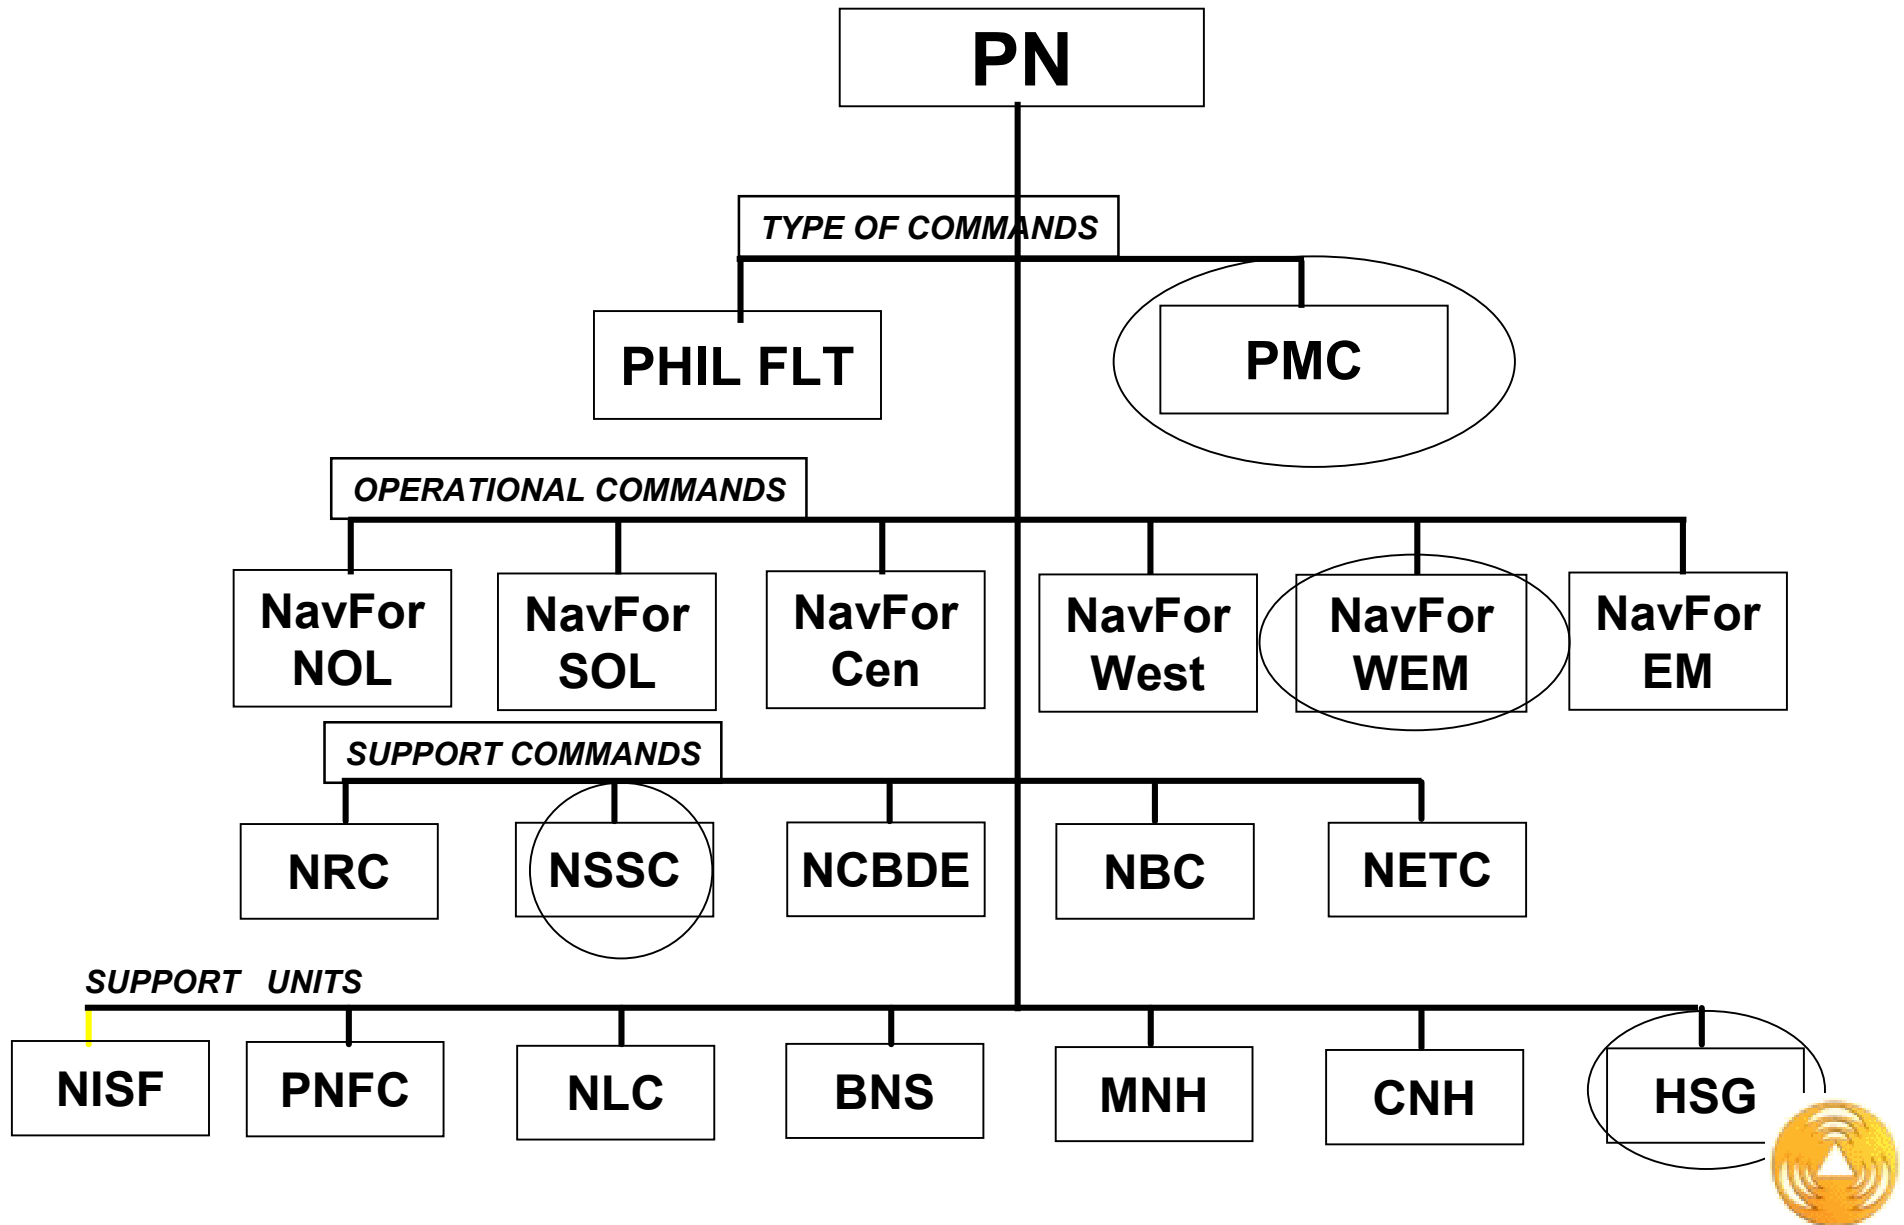 PN
TYPE OF COMMANDS
PHIL FLT
PMC
OPERATIONAL COMMANDS
NavFor
NOL
NavFor
SOL
NavFor
Cen
NavFor
West
NavFor
WEM
NavFor
EM
SUPPORT COMMANDS
NRC
NSSC
NCBDE
NBC
NETC
SUPPORT UNITS
NISF
PNFC
NLC
BNS
MNH
CNH
HSG